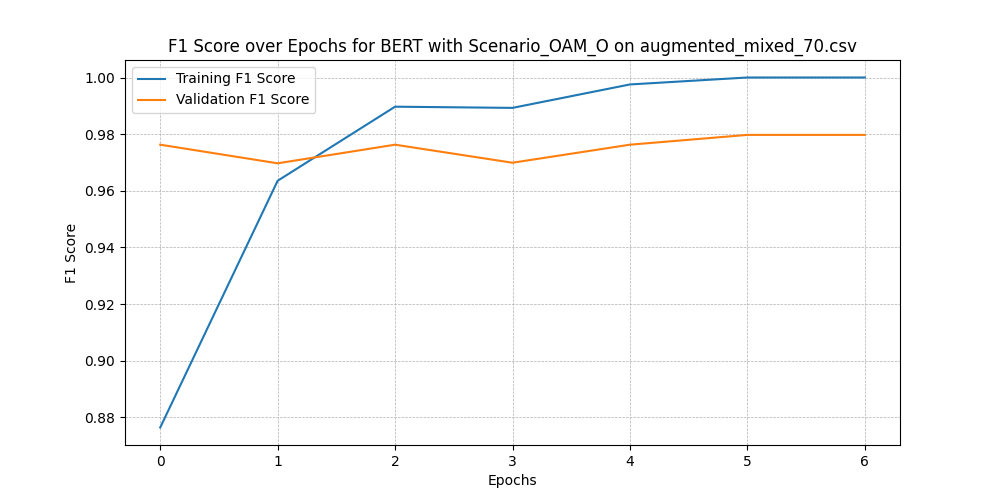 F1 Score over Epochs for BERT with Scenario_OAM_O on augmented_mixed_70.csv
Training F1 Score
Validation F1 Score
1.00
0.98
0.96
0.94
0.92
0.90
0.88
F1 Score
0 1 2 3 4 5 6
Epochs